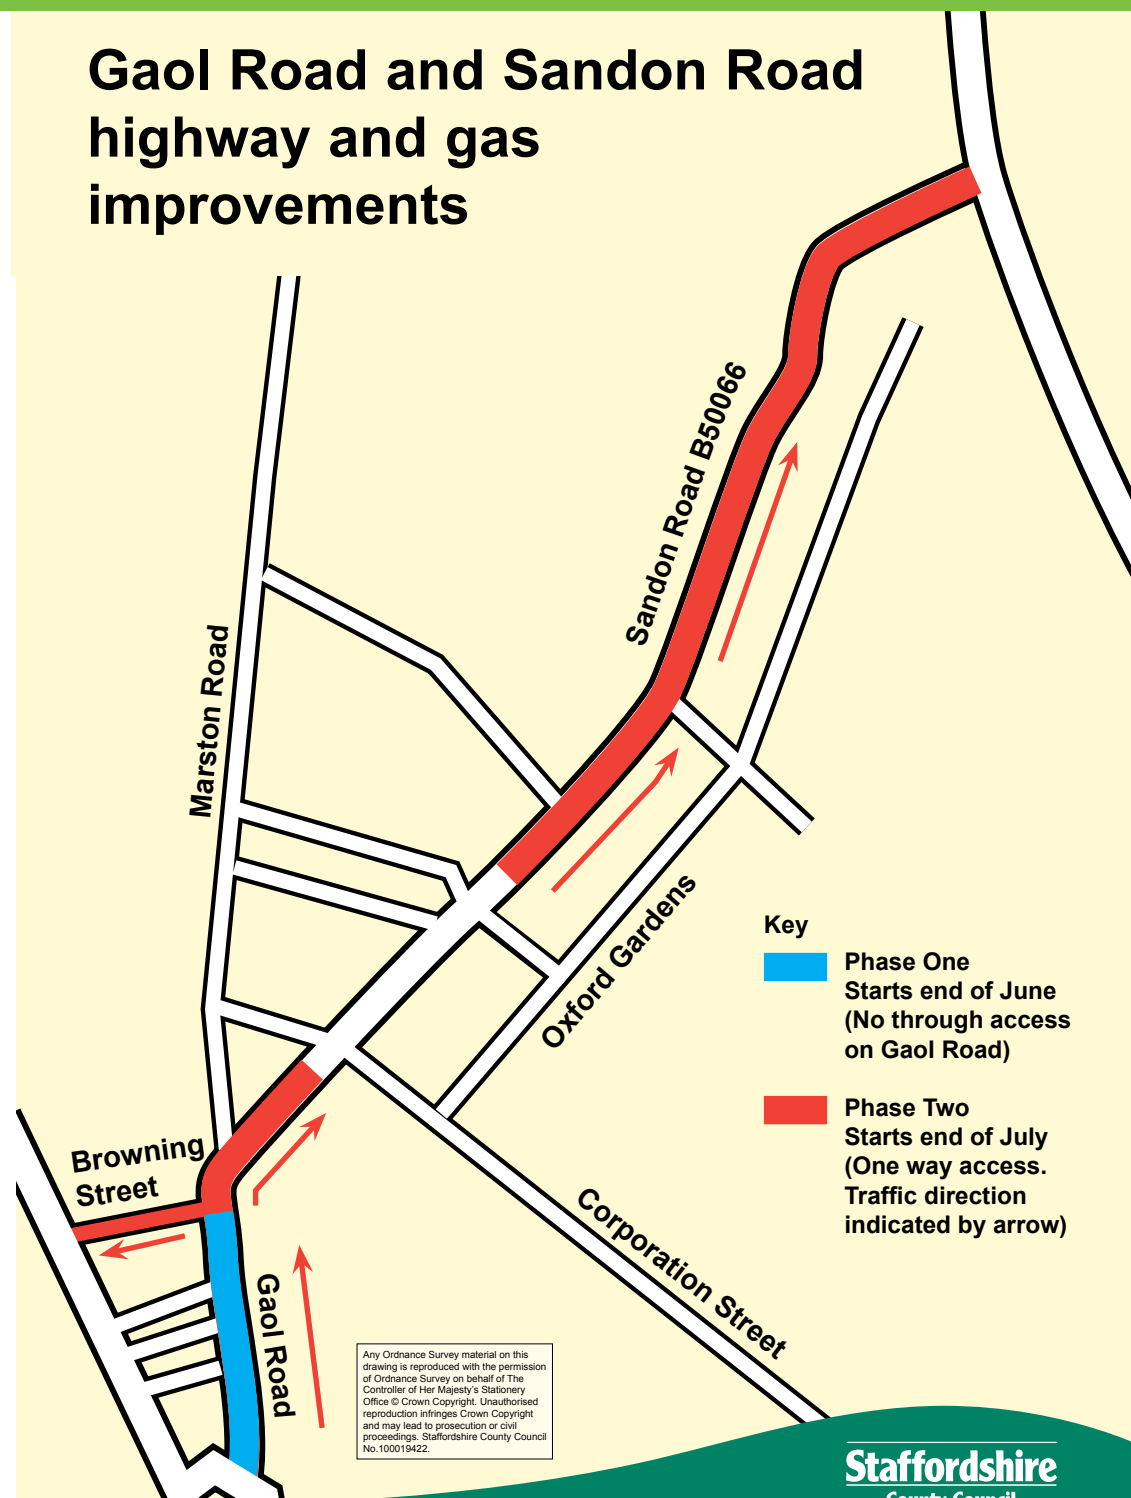 Gaol Road and Sandon Road
highway and gas
improvements
Sandon Road B50066
Marston Road
Oxford Gardens
Key
Phase One
Starts end of June
(No through access
on Gaol Road)
Phase Two
Starts end of July
(One way access.
Traffic direction
indicated by arrow)
Browning
Street
Corporation Street
Gaol Road
Any Ordnance Survey material on this
drawing is reproduced with the permission
of Ordnance Survey on behalf of The
Controller of Her Majesty's Stationery
Office © Crown Copyright. Unauthorised
reproduction infringes Crown Copyright
and may lead to prosecution or civil
proceedings. Staffordshire County Council
No.100019422.
Staffordshire
County Council